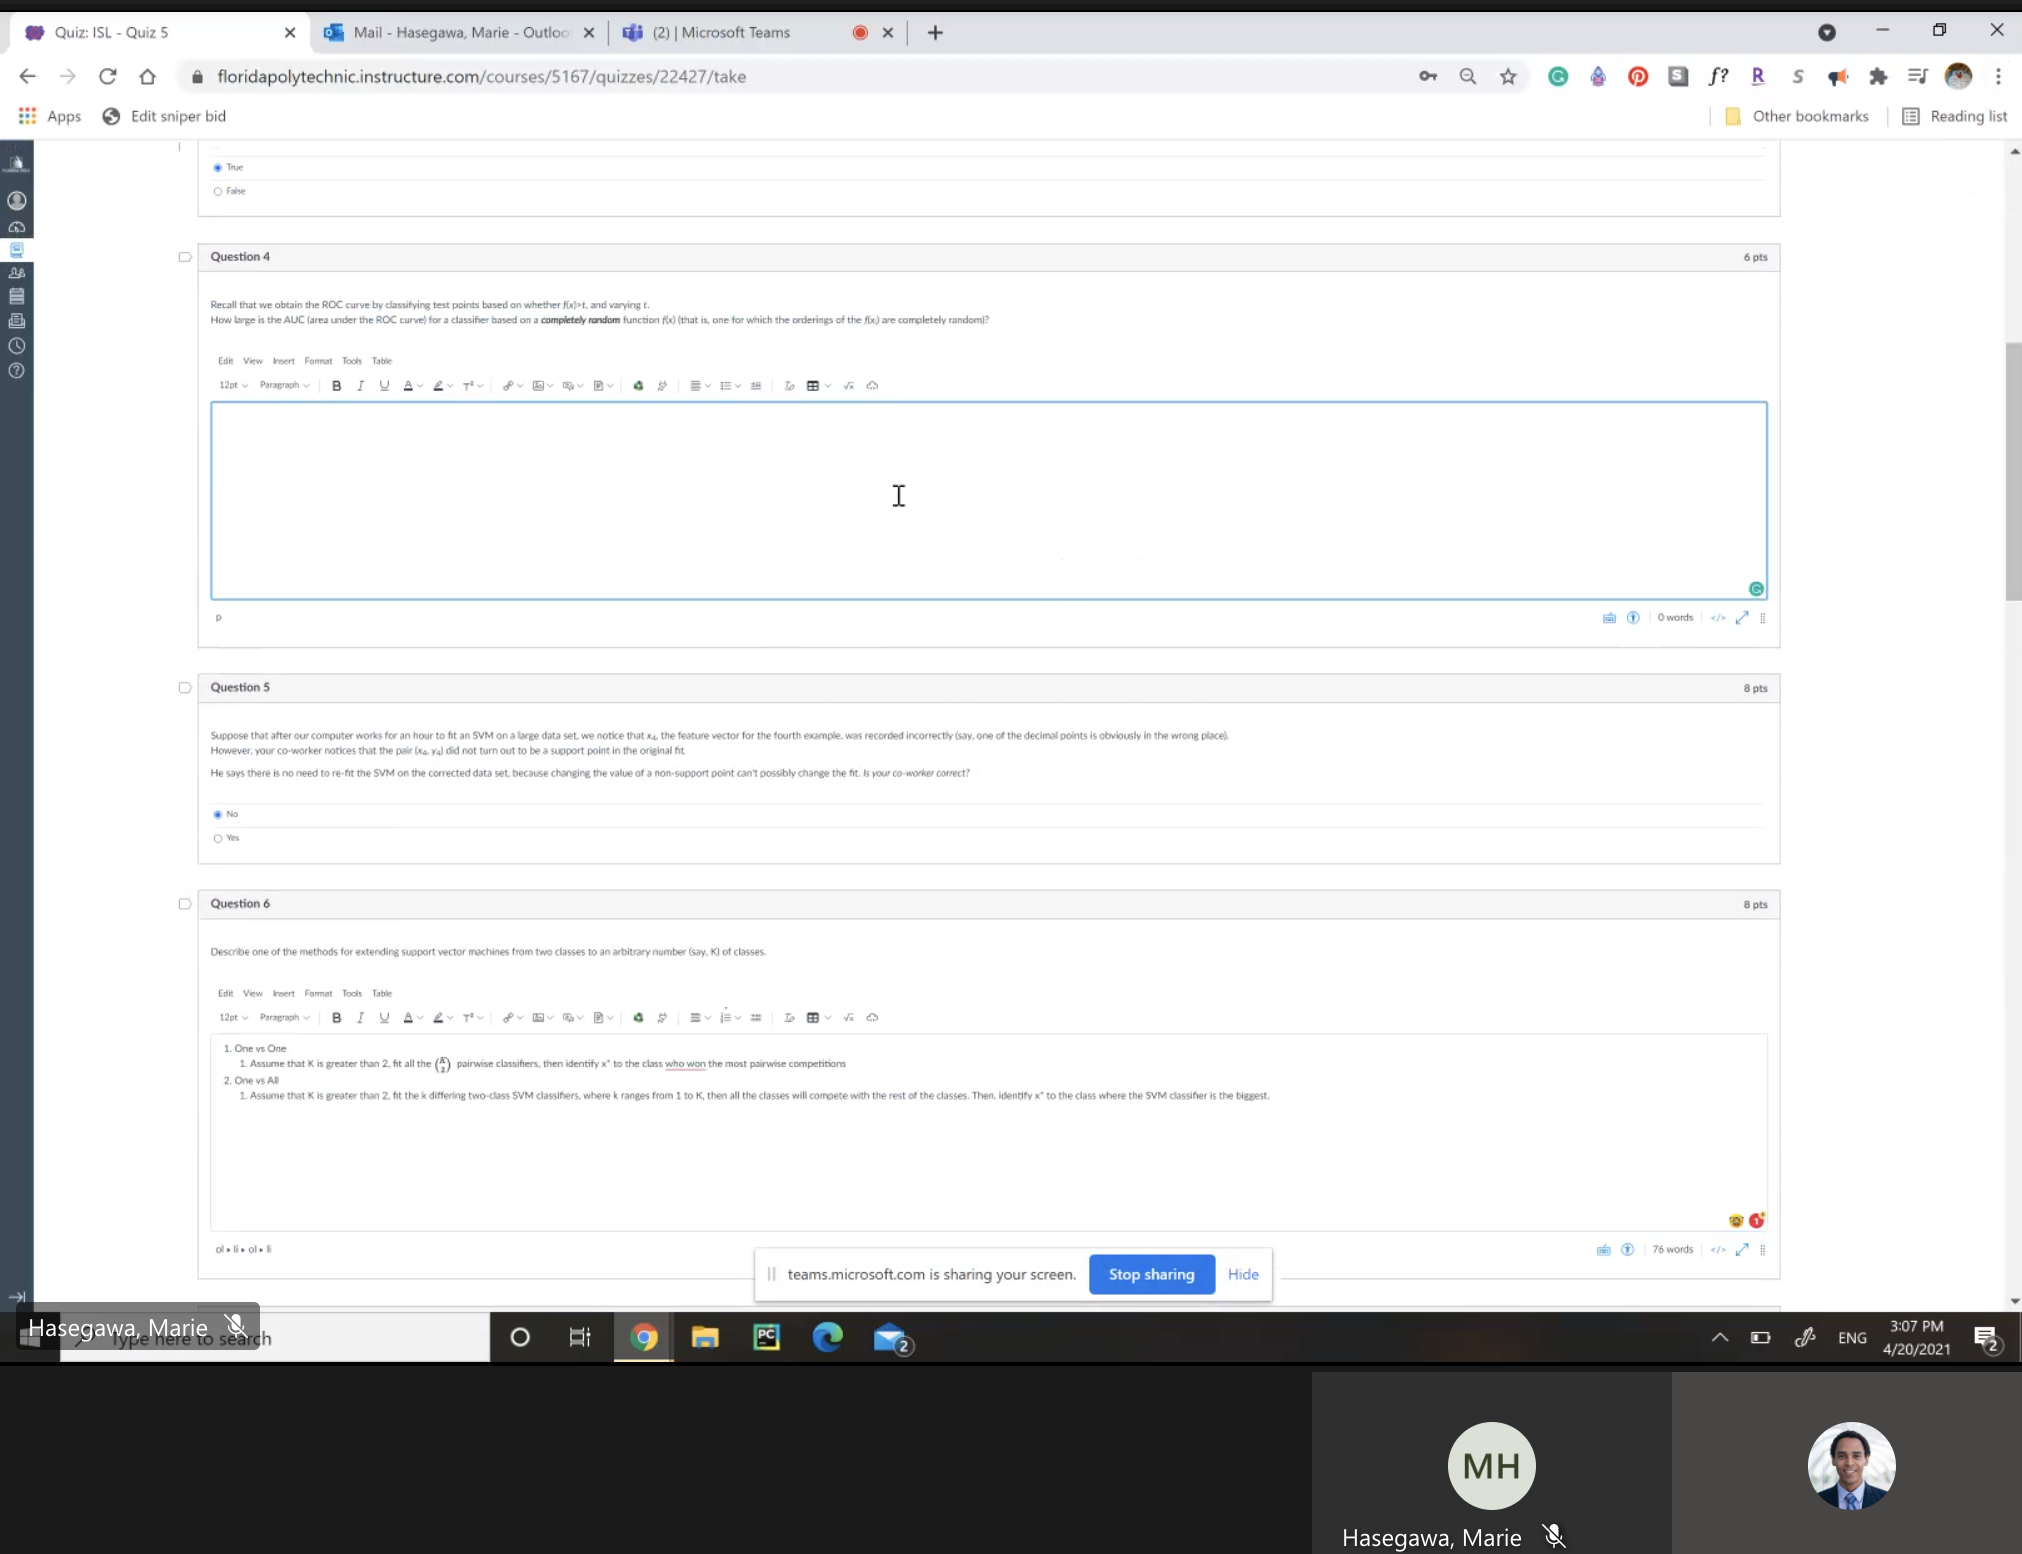 Quiz: ISL - Quiz 5
Mail - Hasegawa, Marie - Outloo
(2) | Microsoft Teams
floridapolytechnic.instructure.com/courses/5167/quizzes/22427/take
Apps
Edit sniper bid
Other bookmarks
Reading list
True
False
Question 4
6 pts
Recall that we obtain the ROC curve by classifying test points based on whether f(x)>t, and varying t.
How large is the AUC (area under the ROC curve) for a classifier based on a completely random function f(x) (that is, one for which the orderings of the f(xᵢ) are completely random)?
Edit View Insert Format Tools Table
12pt Paragraph
p
0 words </>
Question 5
8 pts
Suppose that after our computer works for an hour to fit an SVM on a large data set, we notice that x₄, the feature vector for the fourth example, was recorded incorrectly (say, one of the decimal points is obviously in the wrong place).
However, your co-worker notices that the pair (x₄, y₄) did not turn out to be a support point in the original fit.
He says there is no need to re-fit the SVM on the corrected data set, because changing the value of a non-support point can't possibly change the fit. Is your co-worker correct?
No
Yes
Question 6
8 pts
Describe one of the methods for extending support vector machines from two classes to an arbitrary number (say, K) of classes.
Edit View Insert Format Tools Table
12pt Paragraph
1. One vs One
1. Assume that K is greater than 2, fit all the (K 2) pairwise classifiers, then identify x* to the class who won the most pairwise competitions
2. One vs All
1. Assume that K is greater than 2, fit the k differing two-class SVM classifiers, where k ranges from 1 to K, then all the classes will compete with the rest of the classes. Then, identify x* to the class where the SVM classifier is the biggest.
ol ▸ li ▸ ol ▸ li
76 words </>
teams.microsoft.com is sharing your screen.
Stop sharing
Hide
Hasegawa, Marie
Type here to search
PC
2
ENG
3:07 PM
4/20/2021
2
MH
Hasegawa, Marie